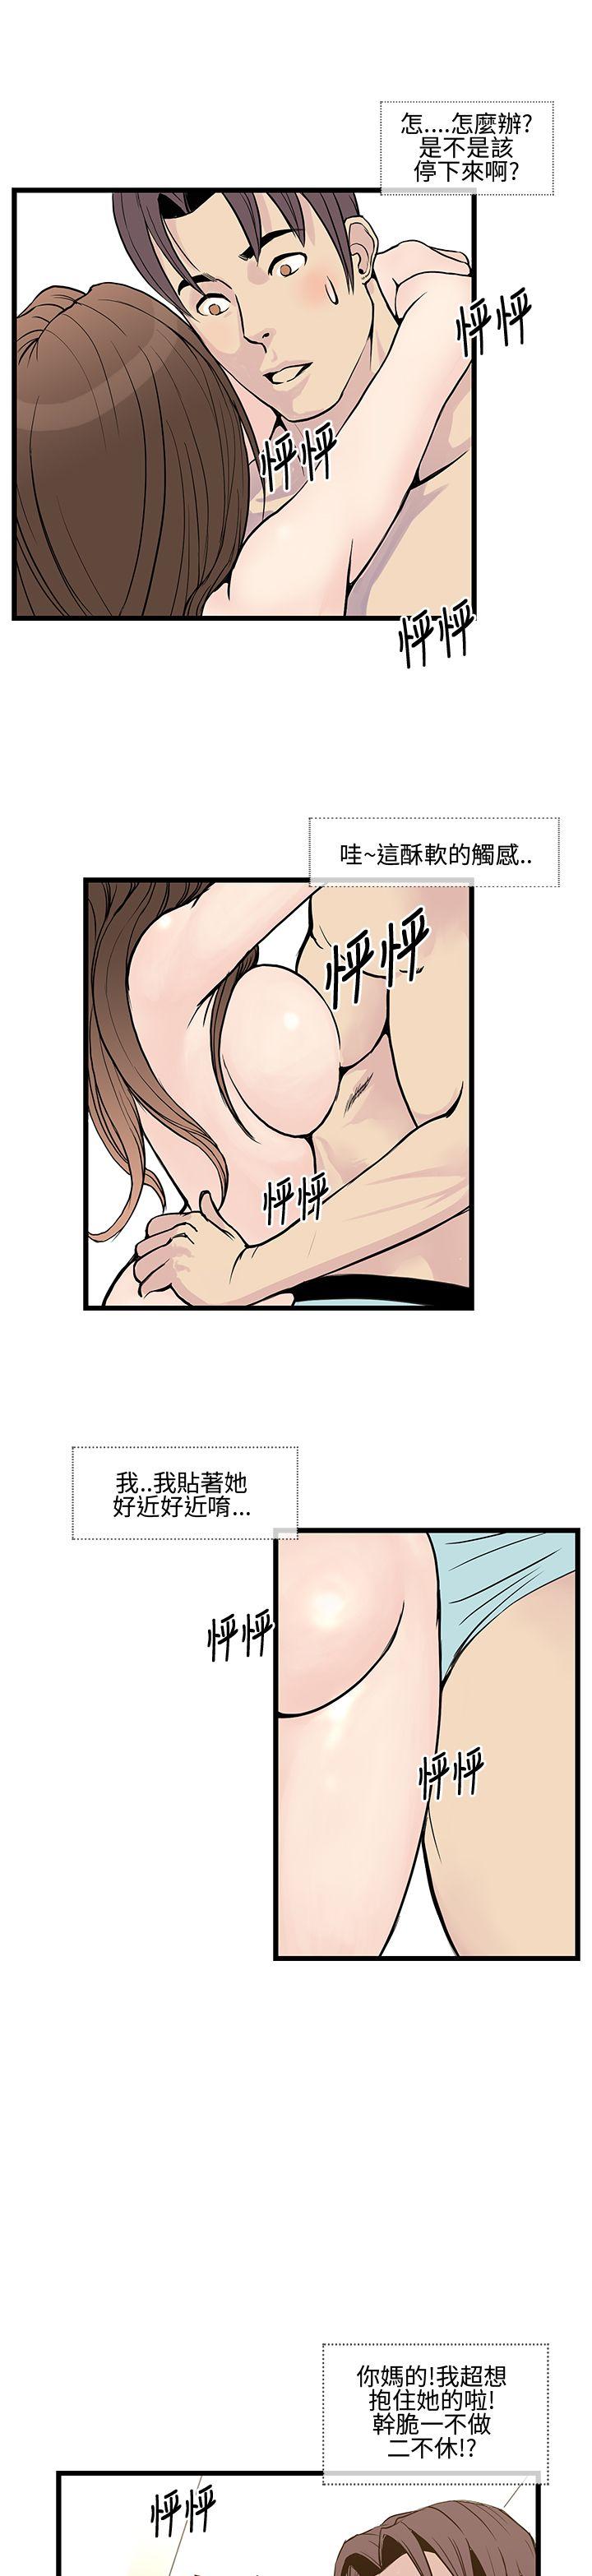 怎....怎麼辦?
是不是該
停下來啊?
怦怦
怦怦
怦怦
哇~這酥軟的觸感..
怦怦
怦怦
我..我貼著她
好近好近唷...
怦怦
怦怦
你媽的!我超想
抱住她的啦!
幹脆一不做
二不休!?
怦怦